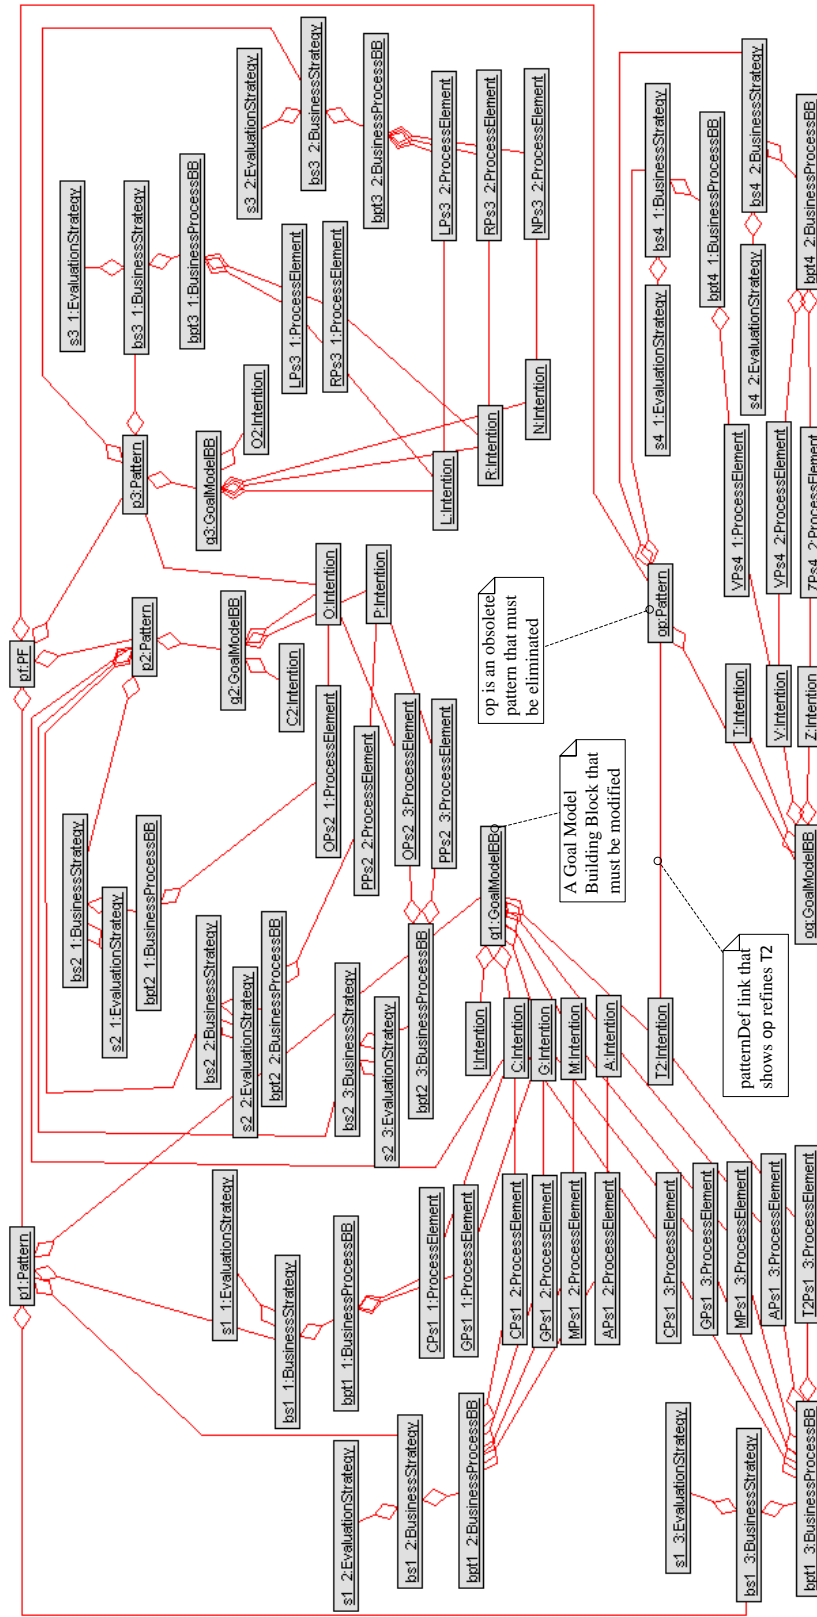 p1:Pattern
pf:PF
bs2_1:BusinessStrategy
s3_1:EvaluationStrategy
s2_1:EvaluationStrategy
p3:Pattern
bs3_1:BusinessStrategy
p2:Pattern
bpt2_1:BusinessProcessBB
bpt3_1:BusinessProcessBB
bs2_2:BusinessStrategy
g3:GoalModelBB
s1_1:EvaluationStrategy
s2_2:EvaluationStrategy
g2:GoalModelBB
s3_2:EvaluationStrategy
O2:Intention
bpt2_2:BusinessProcessBB
bs1_1:BusinessStrategy
C2:Intention
LPs3_1:ProcessElement
bs3_2:BusinessStrategy
OPs2_1:ProcessElement
O:Intention
RPs3_1:ProcessElement
s1_2:EvaluationStrategy
bpt1_1:BusinessProcessBB
bs2_3:BusinessStrategy
PPs2_2:ProcessElement
P:Intention
bpt3_2:BusinessProcessBB
s2_3:EvaluationStrategy
bs1_2:BusinessStrategy
OPs2_3:ProcessElement
bpt2_3:BusinessProcessBB
CPs1_1:ProcessElement
PPs2_3:ProcessElement
L:Intention
LPs3_2:ProcessElement
bpt1_2:BusinessProcessBB
GPs1_1:ProcessElement
I:Intention
g1:GoalModelBB
R:Intention
RPs3_2:ProcessElement
CPs1_2:ProcessElement
C:Intention
op is an obsolete
pattern that must
be eliminated
N:Intention
NPs3_2:ProcessElement
GPs1_2:ProcessElement
G:Intention
MPs1_2:ProcessElement
M:Intention
A Goal Model
Building Block that
must be modified
APs1_2:ProcessElement
A:Intention
s1_3:EvaluationStrategy
CPs1_3:ProcessElement
T2:Intention
op:Pattern
s4_1:EvaluationStrategy
bs4_1:BusinessStrategy
GPs1_3:ProcessElement
bpt4_1:BusinessProcessBB
MPs1_3:ProcessElement
patternDef link that
shows op refines T2
T:Intention
VPs4_1:ProcessElement
bs1_3:BusinessStrategy
s4_2:EvaluationStrategy
bs4_2:BusinessStrategy
APs1_3:ProcessElement
V:Intention
VPs4_2:ProcessElement
bpt1_3:BusinessProcessBB
T2Ps1_3:ProcessElement
og:GoalModelBB
Z:Intention
ZPs4_2:ProcessElement
bpt4_2:BusinessProcessBB